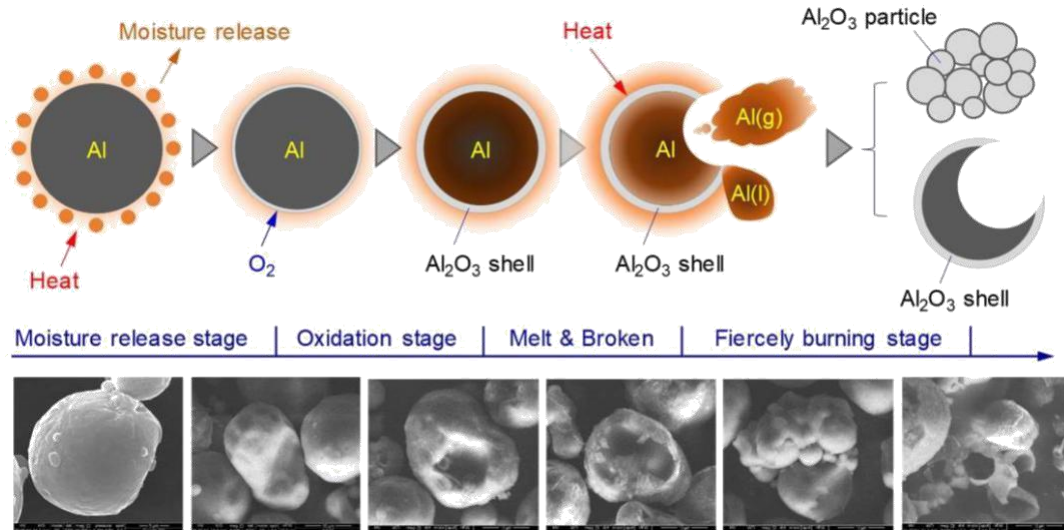 Moisture release
Al
Heat
Al
O₂
Al
Al₂O₃ shell
Heat
Al
Al(g)
Al(l)
Al₂O₃ shell
Al₂O₃ particle
Al₂O₃ shell
Moisture release stage
Oxidation stage
Melt & Broken
Fiercely burning stage